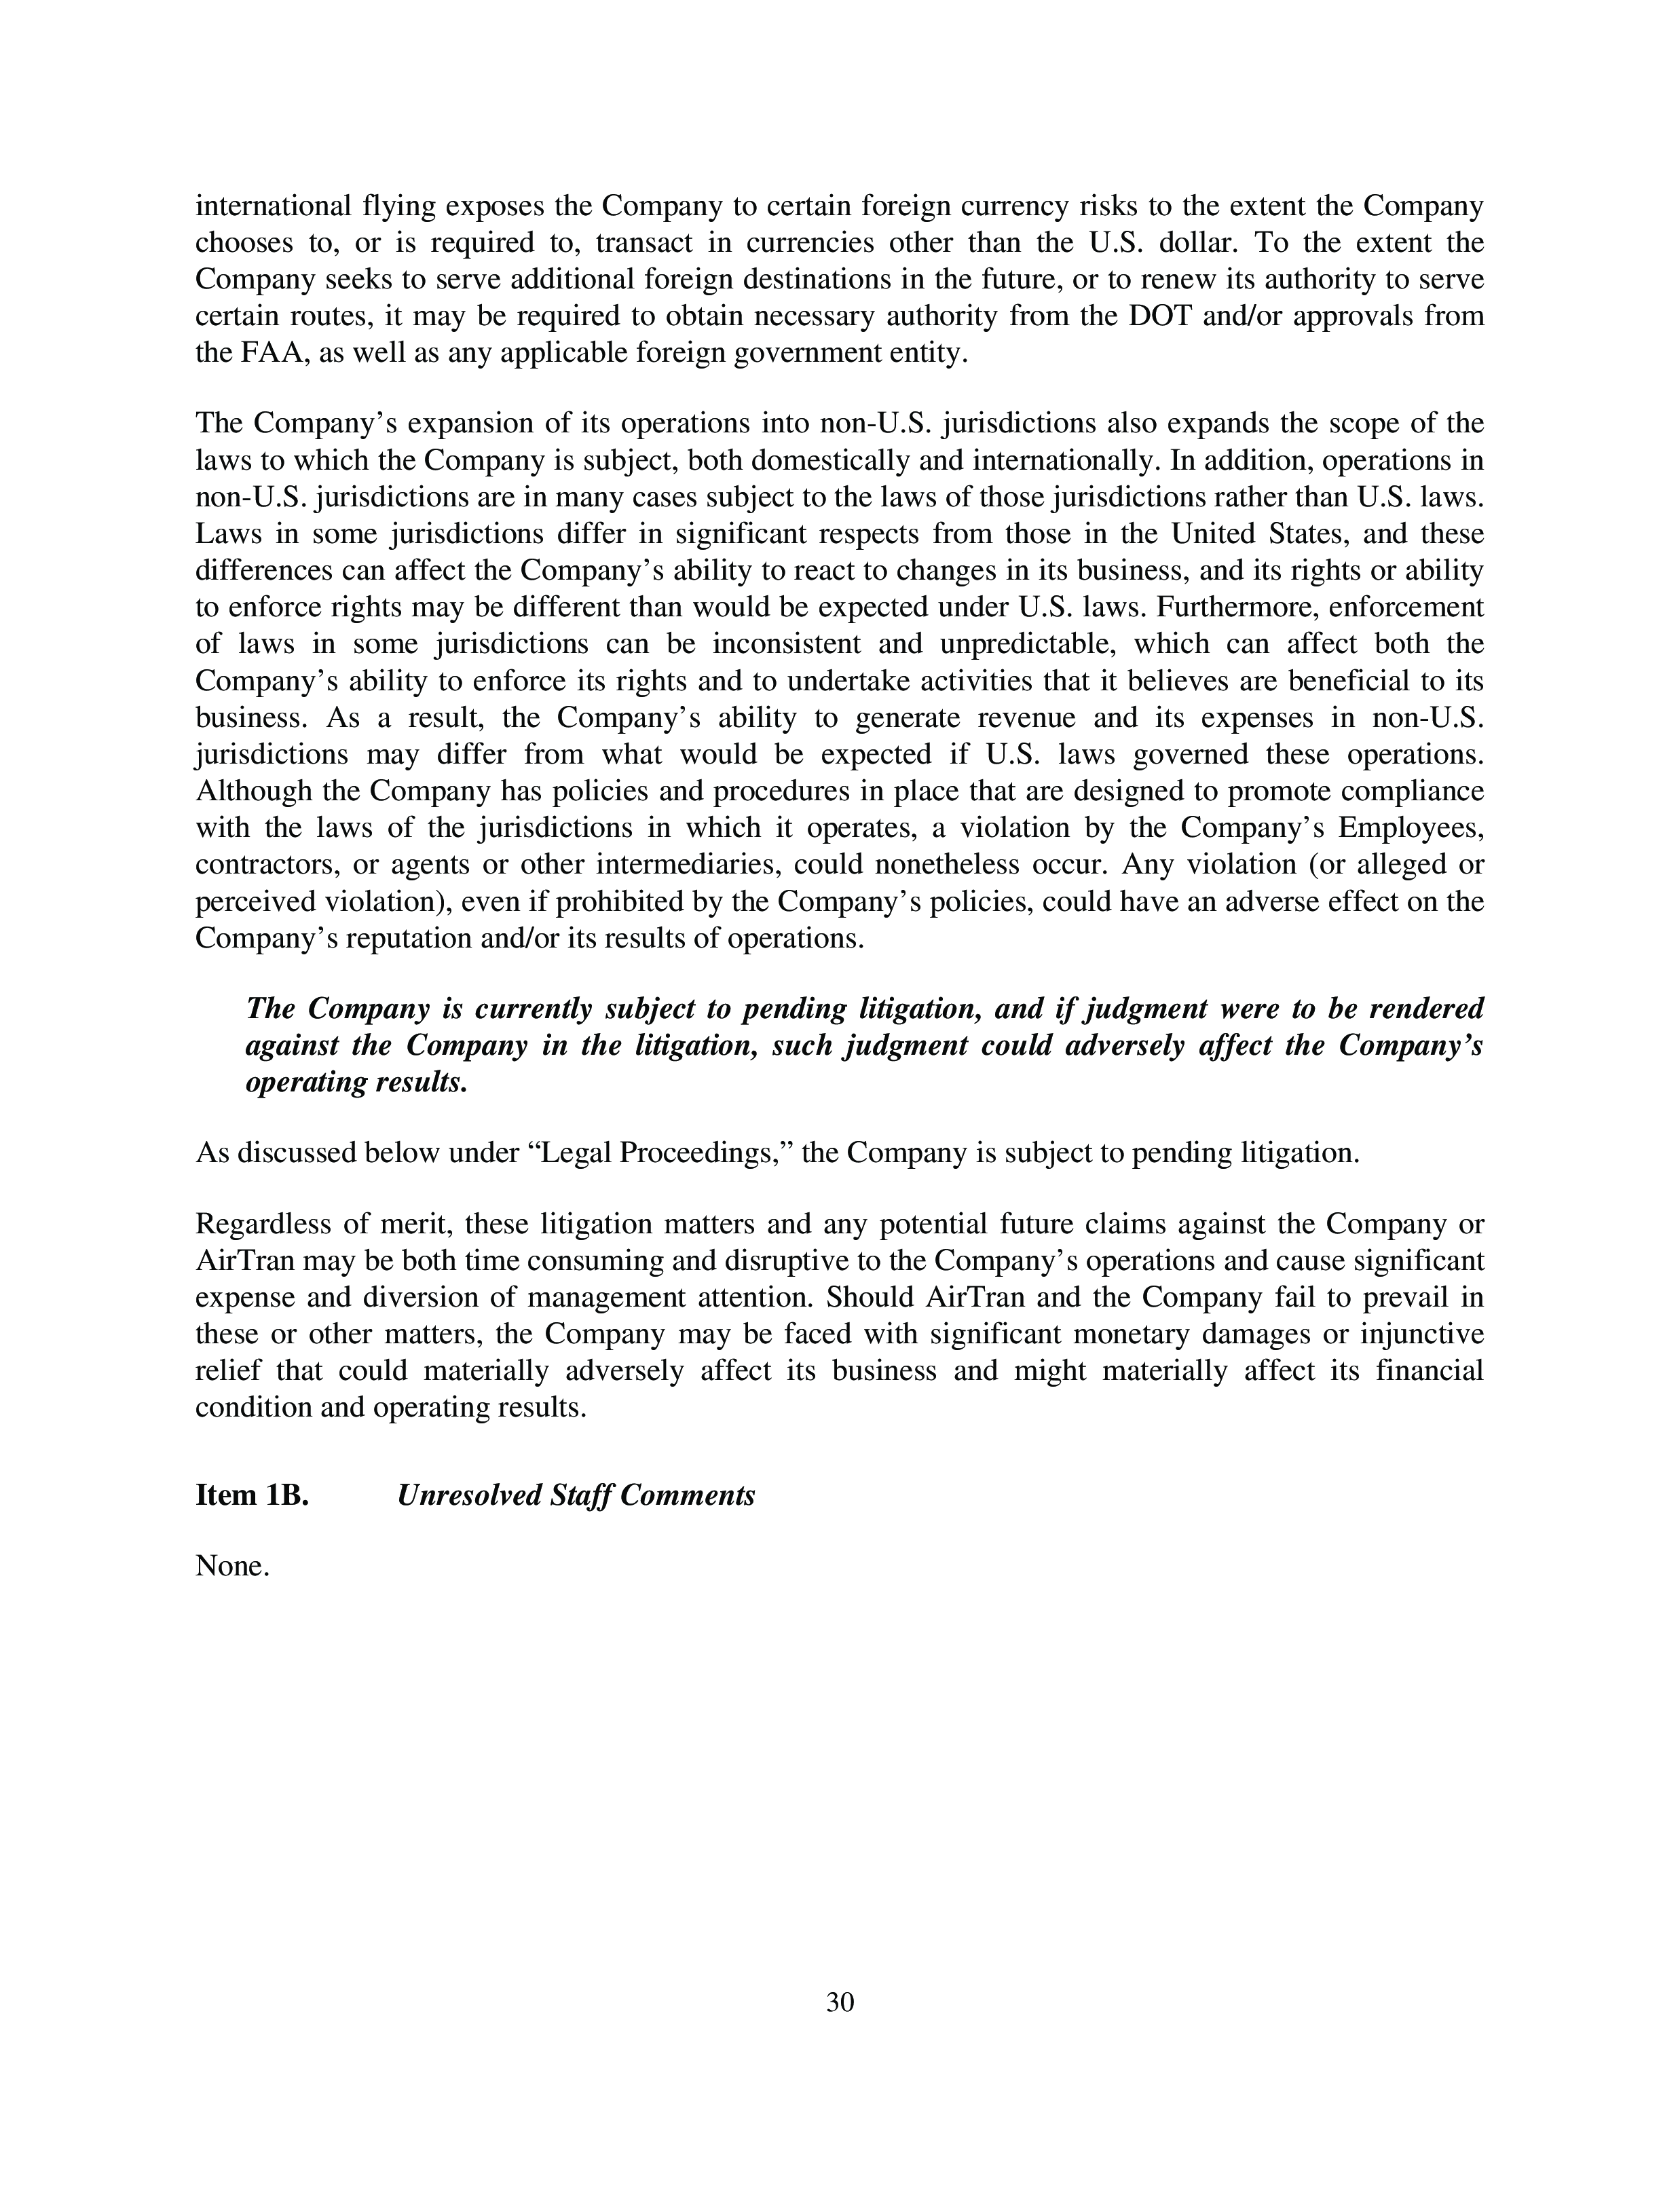 international flying exposes the Company to certain foreign currency risks to the extent the Company
chooses to, or is required to, transact in currencies other than the U.S. dollar. To the extent the
Company seeks to serve additional foreign destinations in the future, or to renew its authority to serve
certain routes, it may be required to obtain necessary authority from the DOT and/or approvals from
the FAA, as well as any applicable foreign government entity.
The Company’s expansion of its operations into non-U.S. jurisdictions also expands the scope of the
laws to which the Company is subject, both domestically and internationally. In addition, operations in
non-U.S. jurisdictions are in many cases subject to the laws of those jurisdictions rather than U.S. laws.
Laws in some jurisdictions differ in significant respects from those in the United States, and these
differences can affect the Company’s ability to react to changes in its business, and its rights or ability
to enforce rights may be different than would be expected under U.S. laws. Furthermore, enforcement
of laws in some jurisdictions can be inconsistent and unpredictable, which can affect both the
Company’s ability to enforce its rights and to undertake activities that it believes are beneficial to its
business. As a result, the Company’s ability to generate revenue and its expenses in non-U.S.
jurisdictions may differ from what would be expected if U.S. laws governed these operations.
Although the Company has policies and procedures in place that are designed to promote compliance
with the laws of the jurisdictions in which it operates, a violation by the Company’s Employees,
contractors, or agents or other intermediaries, could nonetheless occur. Any violation (or alleged or
perceived violation), even if prohibited by the Company’s policies, could have an adverse effect on the
Company’s reputation and/or its results of operations.
The Company is currently subject to pending litigation, and if judgment were to be rendered
against the Company in the litigation, such judgment could adversely affect the Company’s
operating results.
As discussed below under “Legal Proceedings,” the Company is subject to pending litigation.
Regardless of merit, these litigation matters and any potential future claims against the Company or
AirTran may be both time consuming and disruptive to the Company’s operations and cause significant
expense and diversion of management attention. Should AirTran and the Company fail to prevail in
these or other matters, the Company may be faced with significant monetary damages or injunctive
relief that could materially adversely affect its business and might materially affect its financial
condition and operating results.
Item 1B. Unresolved Staff Comments
None.
30